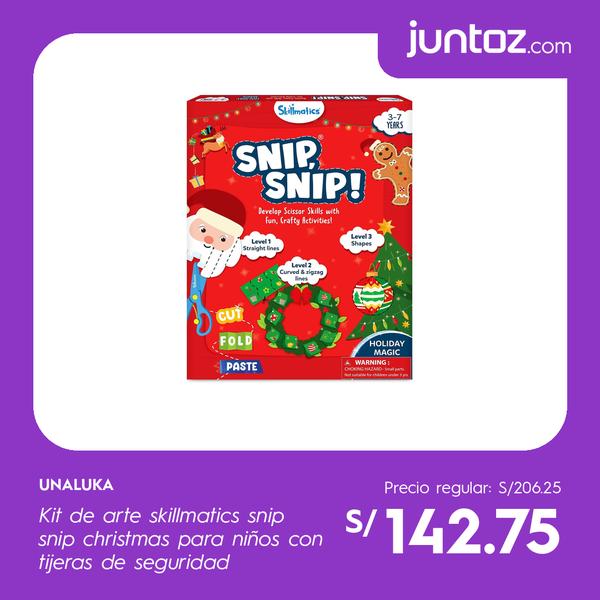 juntoz.com
Skillmatics®
3-7
YEARS
SNIP,
SNIP!
Develop Scissor Skills with
Fun, Crafty Activities!
Level 1
Straight lines
Level 3
Shapes
Level 2
Curved & zigzag
lines
CUT
FOLD
PASTE
HOLIDAY
MAGIC
WARNING:
CHOKING HAZARD- Small parts.
Not suitable for children under 3 yrs.
UNALUKA
Kit de arte skillmatics snip
snip christmas para niños con
tijeras de seguridad
Precio regular: S/206.25
S/142.75